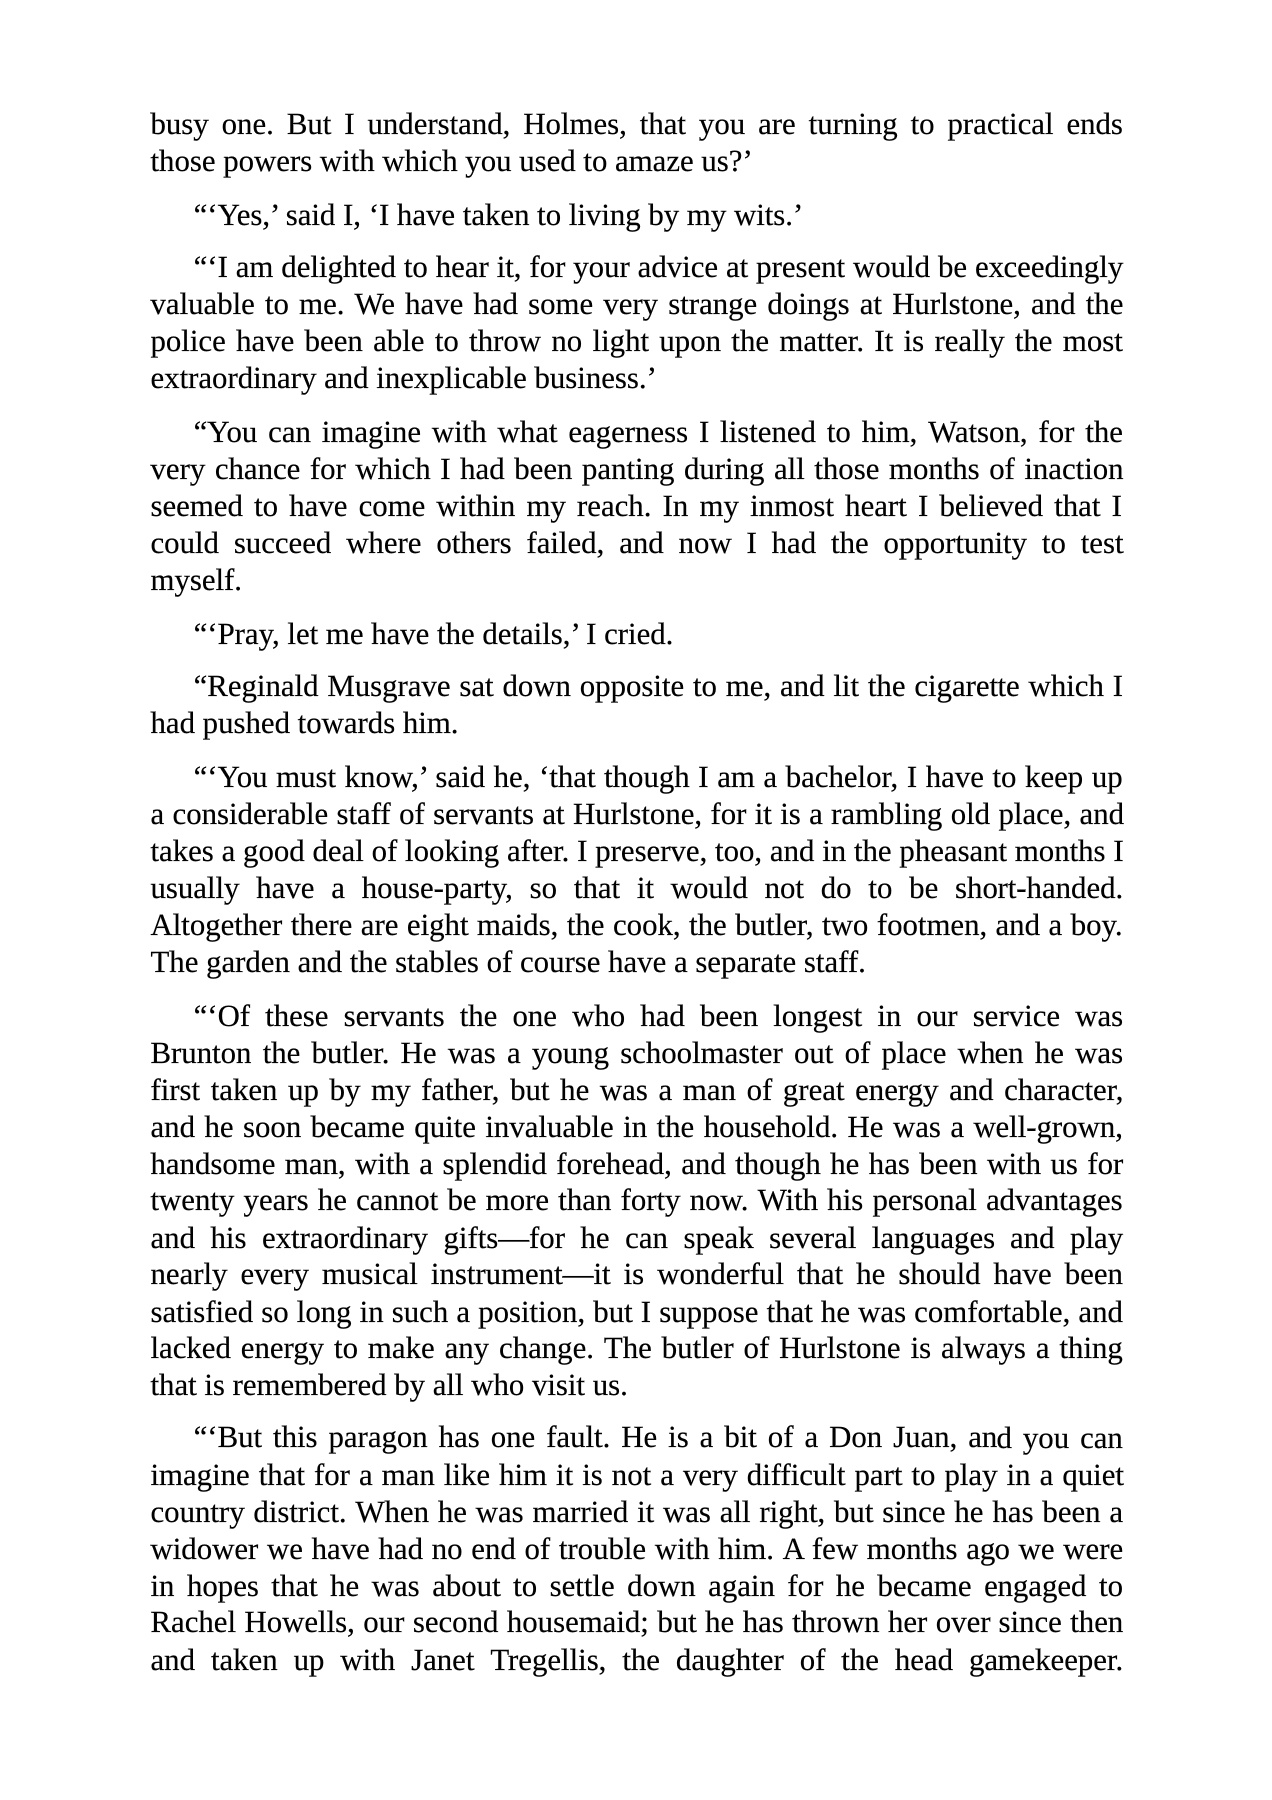 busy one. But I understand, Holmes, that you are turning to practical ends
those powers with which you used to amaze us?’
“‘Yes,’ said I, ‘I have taken to living by my wits.’
“‘I am delighted to hear it, for your advice at present would be exceedingly
valuable to me. We have had some very strange doings at Hurlstone, and the
police have been able to throw no light upon the matter. It is really the most
extraordinary and inexplicable business.’
“You can imagine with what eagerness I listened to him, Watson, for the
very chance for which I had been panting during all those months of inaction
seemed to have come within my reach. In my inmost heart I believed that I
could succeed where others failed, and now I had the opportunity to test
myself.
“‘Pray, let me have the details,’ I cried.
“Reginald Musgrave sat down opposite to me, and lit the cigarette which I
had pushed towards him.
“‘You must know,’ said he, ‘that though I am a bachelor, I have to keep up
a considerable staff of servants at Hurlstone, for it is a rambling old place, and
takes a good deal of looking after. I preserve, too, and in the pheasant months I
usually have a house-party, so that it would not do to be short-handed.
Altogether there are eight maids, the cook, the butler, two footmen, and a boy.
The garden and the stables of course have a separate staff.
“‘Of these servants the one who had been longest in our service was
Brunton the butler. He was a young schoolmaster out of place when he was
first taken up by my father, but he was a man of great energy and character,
and he soon became quite invaluable in the household. He was a well-grown,
handsome man, with a splendid forehead, and though he has been with us for
twenty years he cannot be more than forty now. With his personal advantages
and his extraordinary gifts—for he can speak several languages and play
nearly every musical instrument—it is wonderful that he should have been
satisfied so long in such a position, but I suppose that he was comfortable, and
lacked energy to make any change. The butler of Hurlstone is always a thing
that is remembered by all who visit us.
“‘But this paragon has one fault. He is a bit of a Don Juan, and you can
imagine that for a man like him it is not a very difficult part to play in a quiet
country district. When he was married it was all right, but since he has been a
widower we have had no end of trouble with him. A few months ago we were
in hopes that he was about to settle down again for he became engaged to
Rachel Howells, our second housemaid; but he has thrown her over since then
and taken up with Janet Tregellis, the daughter of the head gamekeeper.